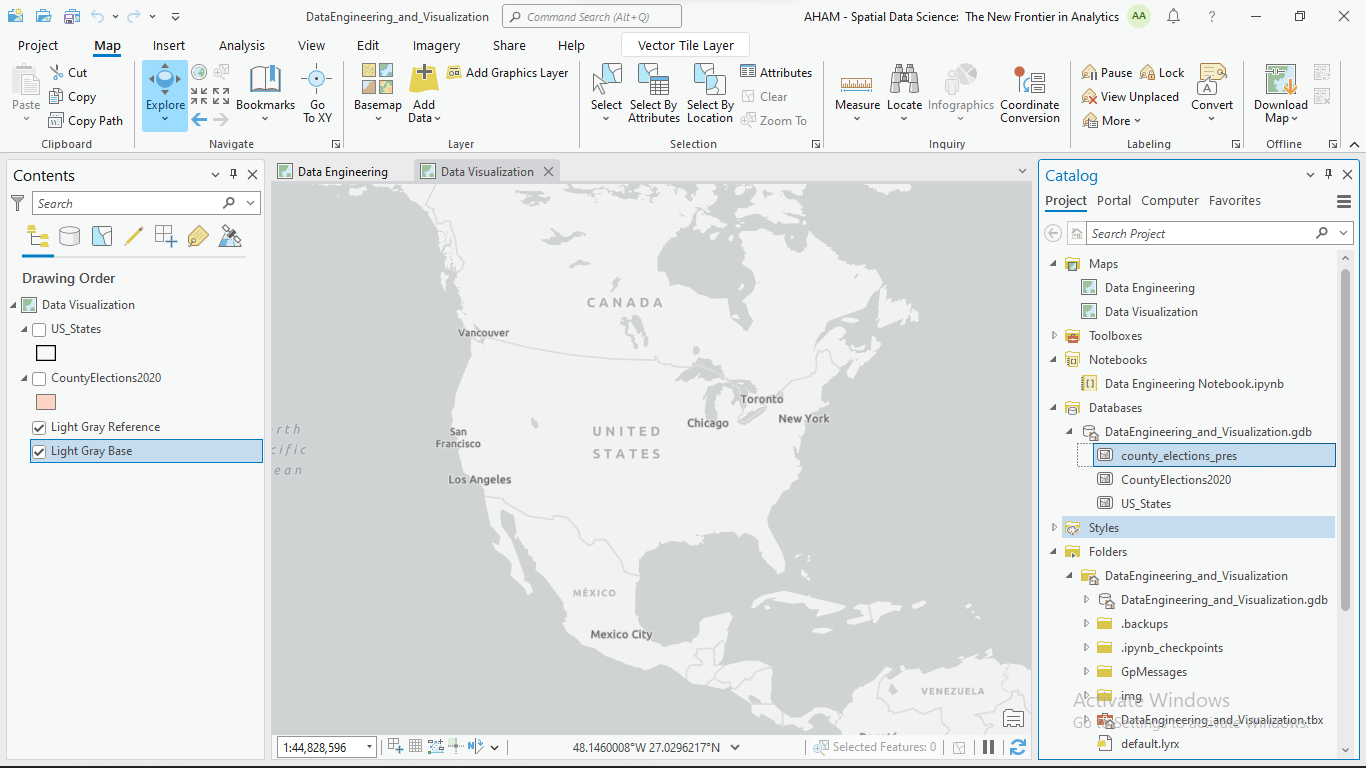 DataEngineering_and_Visualization
Command Search (Alt+Q)
AHAM - Spatial Data Science: The New Frontier in Analytics
AA
?
Project
Map
Insert
Analysis
View
Edit
Imagery
Share
Help
Vector Tile Layer
Paste
Cut
Copy
Copy Path
Clipboard
Explore
Bookmarks
Go To XY
Navigate
Basemap
Add Data
Add Graphics Layer
Layer
Select
Select By Attributes
Select By Location
Attributes
Clear
Zoom To
Selection
Measure
Locate
Infographics
Coordinate Conversion
Inquiry
Pause
Lock
View Unplaced
More
Convert
Labeling
Download Map
Offline
Contents
Search
Drawing Order
Data Visualization
US_States
CountyElections2020
Light Gray Reference
Light Gray Base
Data Engineering
Data Visualization
CANADA
Vancouver
Toronto
Chicago
New York
UNITED
STATES
San
Francisco
Los Angeles
MÉXICO
Mexico City
VENEZUELA
1:44,828,596
48.1460008°W 27.0296217°N
Selected Features: 0
Catalog
Project
Portal
Computer
Favorites
Search Project
Maps
Data Engineering
Data Visualization
Toolboxes
Notebooks
Data Engineering Notebook.ipynb
Databases
DataEngineering_and_Visualization.gdb
county_elections_pres
CountyElections2020
US_States
Styles
Folders
DataEngineering_and_Visualization
DataEngineering_and_Visualization.gdb
.backups
.ipynb_checkpoints
GpMessages
img
Activate Windows
Go to Settings to activate Windows.
DataEngineering_and_Visualization.tbx
default.lyrx